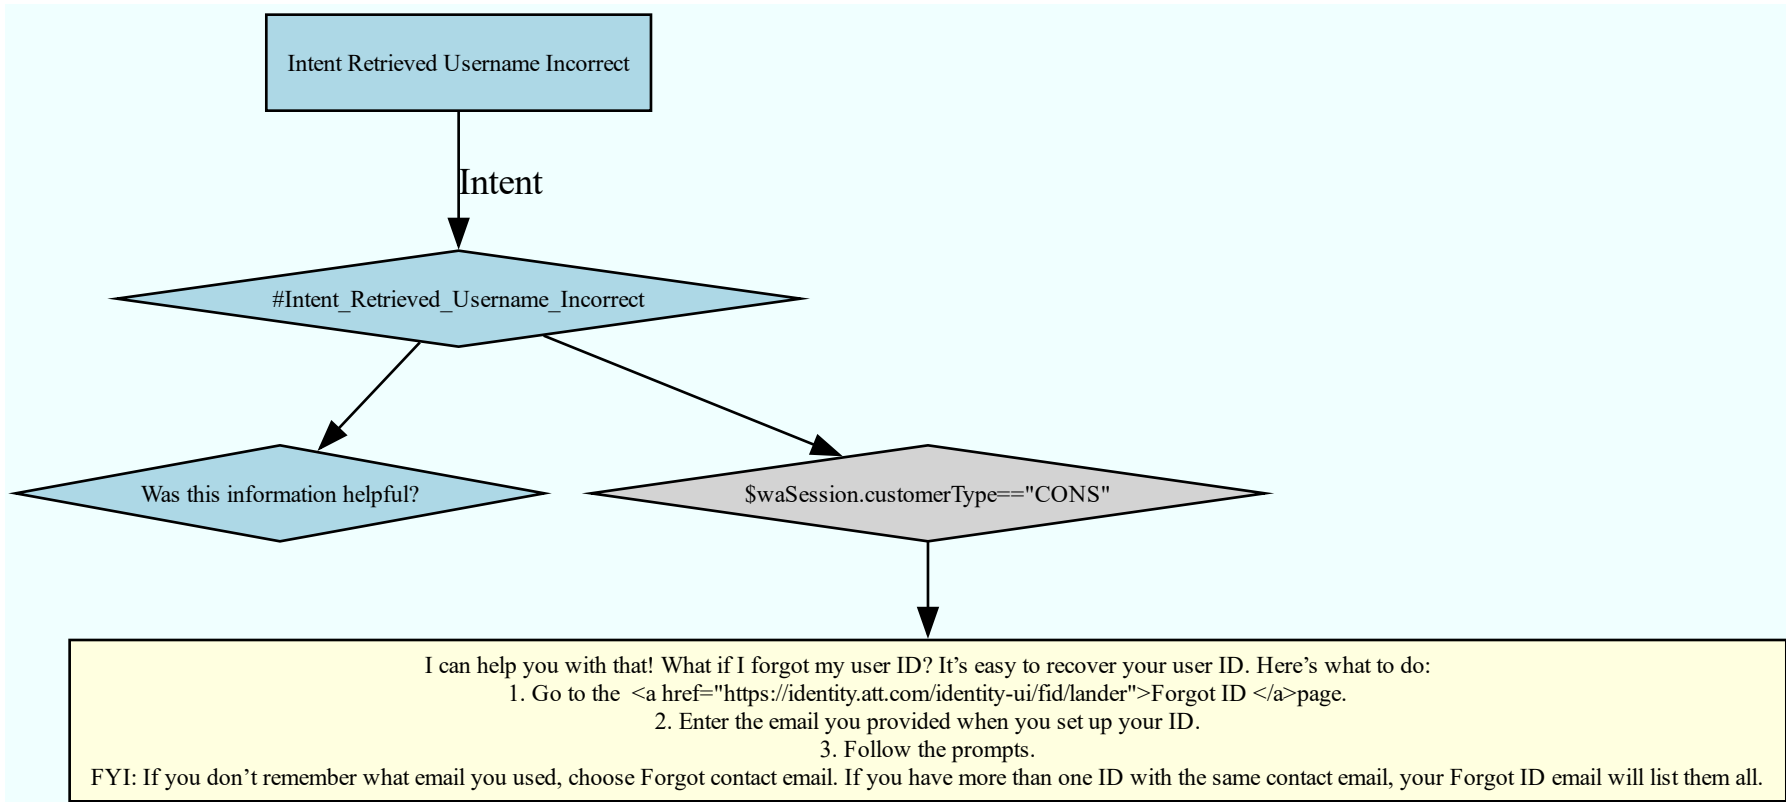 Intent Retrieved Username Incorrect
Intent
#Intent_Retrieved_Username_Incorrect
Was this information helpful?
$waSession.customerType=="CONS"
I can help you with that! What if I forgot my user ID? It’s easy to recover your user ID. Here’s what to do:
1. Go to the  <a href="https://identity.att.com/identity-ui/fid/lander">Forgot ID </a>page.
2. Enter the email you provided when you set up your ID.
3. Follow the prompts.
FYI: If you don’t remember what email you used, choose Forgot contact email. If you have more than one ID with the same contact email, your Forgot ID email will list them all.